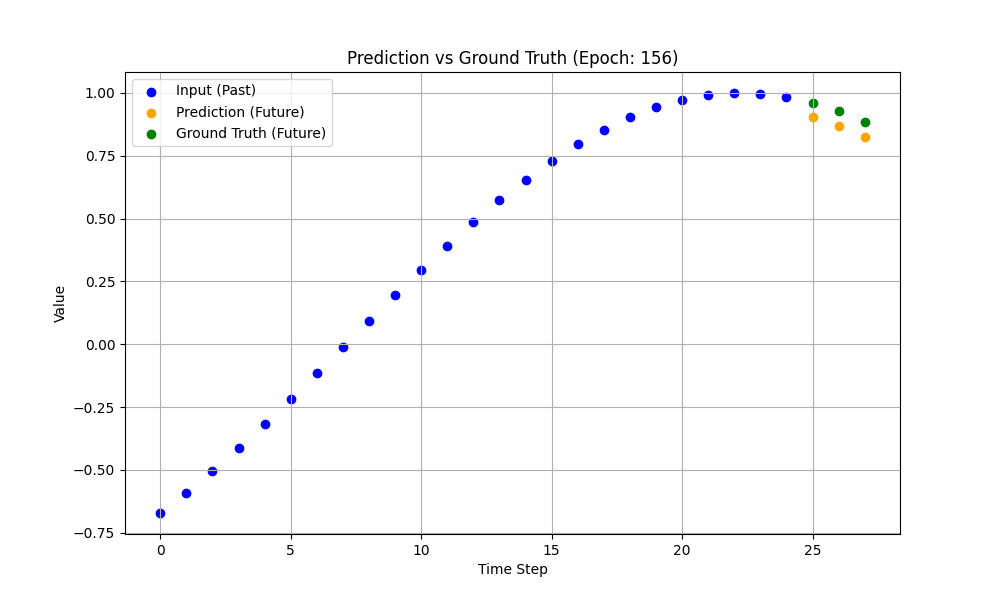 Prediction vs Ground Truth (Epoch: 156)
Input (Past)
Prediction (Future)
Ground Truth (Future)
1.00
0.75
0.50
0.25
0.00
−0.25
−0.50
−0.75
Value
0 5 10 15 20 25
Time Step